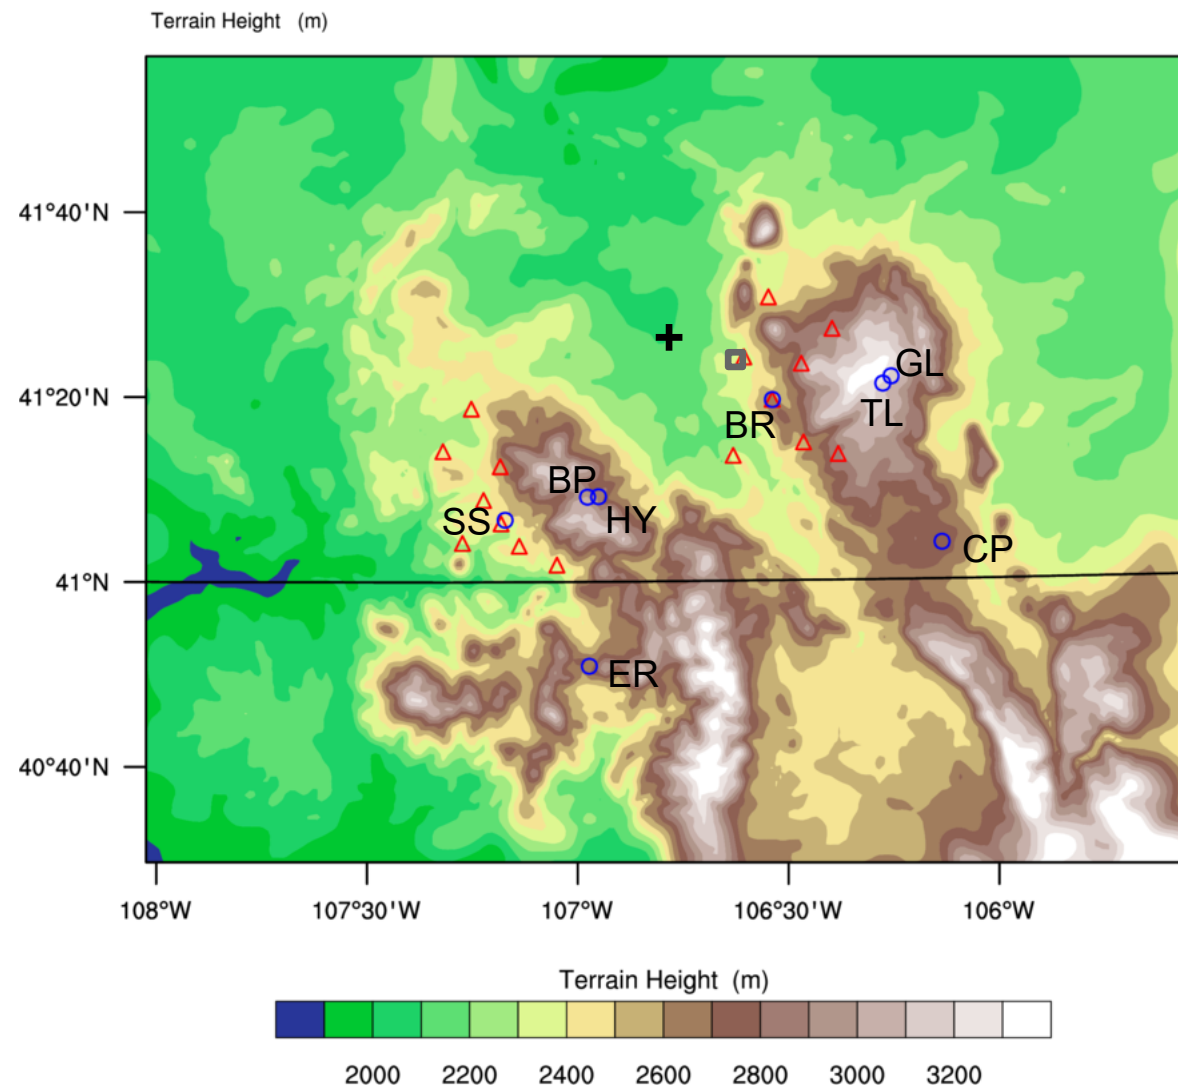 Terrain Height (m)
41°40'N
41°20'N
41°N
40°40'N
GL
TL
BR
BP
HY
SS
CP
ER
108°W 107°30'W 107°W 106°30'W 106°W
Terrain Height (m)
2000 2200 2400 2600 2800 3000 3200